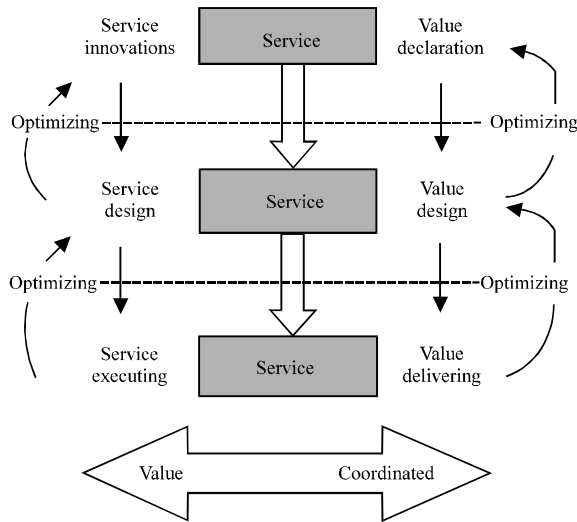 Service
innovations
Service
Value
declaration
Optimizing
Optimizing
Service
design
Service
Value
design
Optimizing
Optimizing
Service
executing
Service
Value
delivering
Value
Coordinated